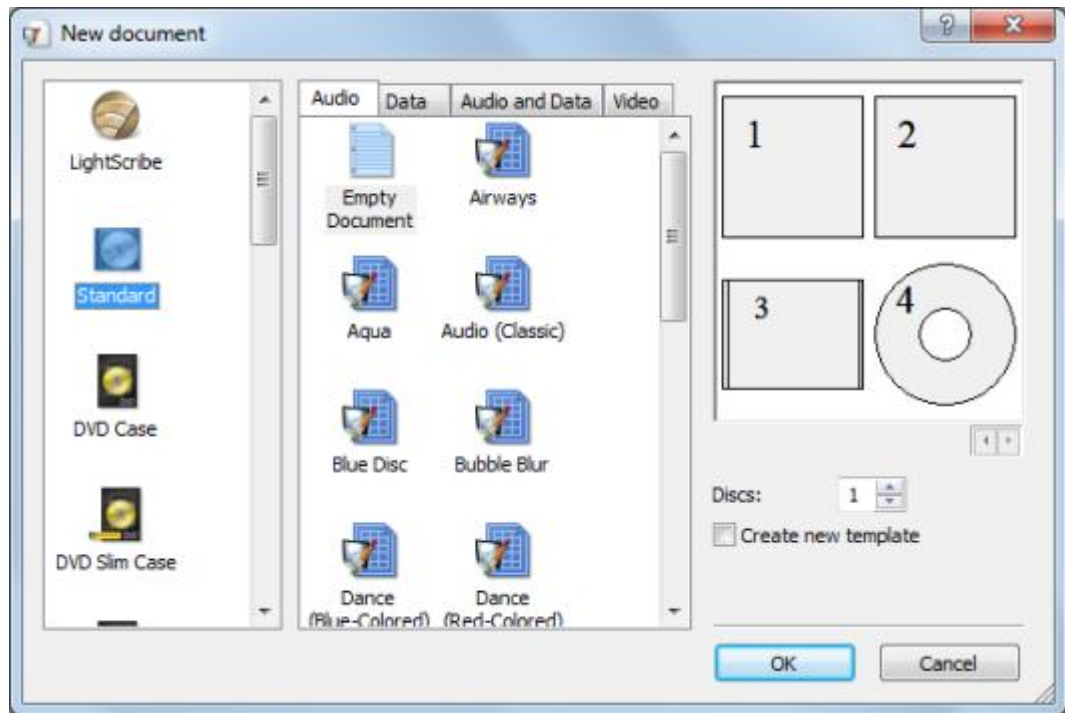 New document
LightScribe
Standard
DVD Case
DVD Slim Case
Audio
Data
Audio and Data
Video
Empty
Document
Airways
Aqua
Audio (Classic)
Blue Disc
Bubble Blur
Dance
(Blue-Colored)
Dance
(Red-Colored)
1
2
3
4
Discs:
1
Create new template
OK
Cancel